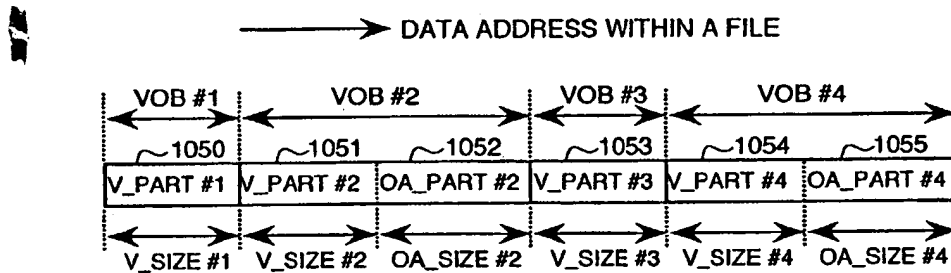 DATA ADDRESS WITHIN A FILE
VOB #1 VOB #2 VOB #3 VOB #4
1050 1051 1052 1053 1054 1055
V_PART #1 V_PART #2 OA_PART #2 V_PART #3 V_PART #4 OA_PART #4
V_SIZE #1 V_SIZE #2 OA_SIZE #2 V_SIZE #3 V_SIZE #4 OA_SIZE #4